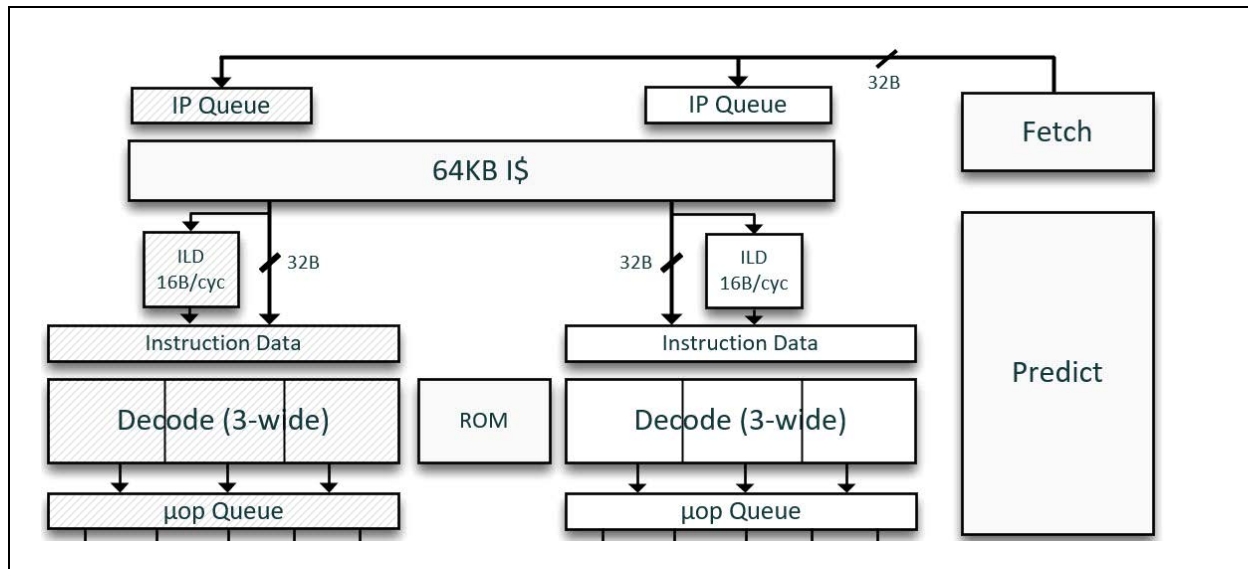 32B
IP Queue
IP Queue
Fetch
64KB I$
ILD
16B/cyc
32B
32B
ILD
16B/cyc
Instruction Data
Instruction Data
Predict
Decode (3-wide)
ROM
Decode (3-wide)
μop Queue
μop Queue